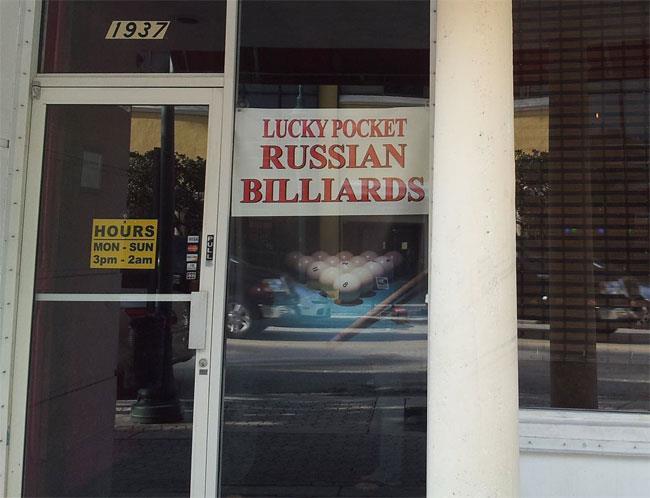 1937
LUCKY POCKET
RUSSIAN
BILLIARDS
HOURS
MON - SUN
3pm - 2am